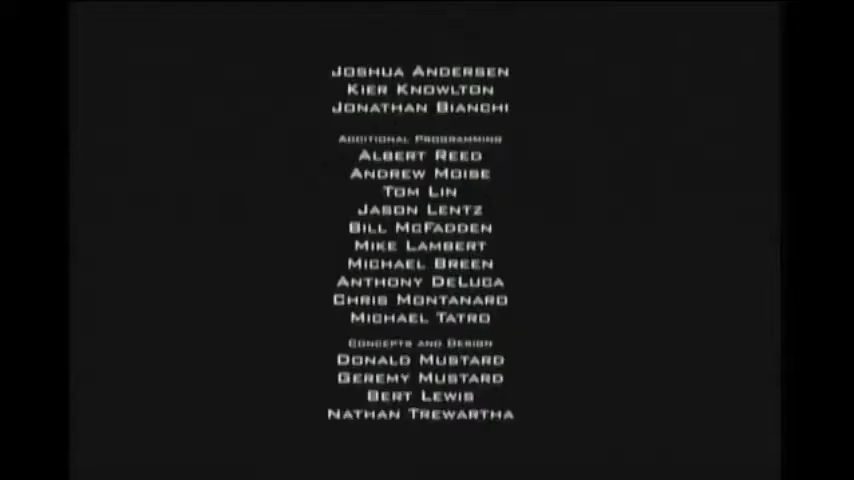 Joshua Andersen
Kier Knowlton
Jonathan Bianchi
Additional Programming
Albert Reed
Andrew Moise
Tom Lin
Jason Lentz
Bill McFadden
Mike Lambert
Michael Breen
Anthony DeLuca
Chris Montanaro
Michael Tatro
Concepts and Design
Donald Mustard
Geremy Mustard
Bert Lewis
Nathan Trewartha